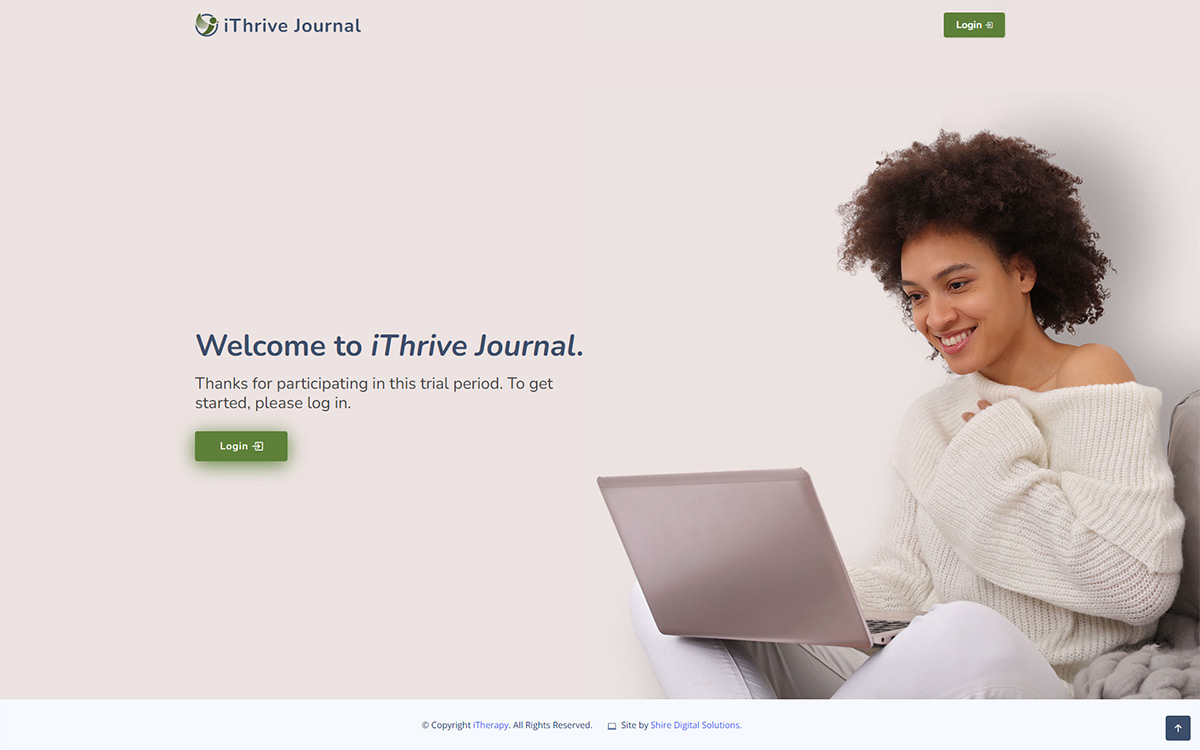 iThrive Journal
Login
Welcome to iThrive Journal.
Thanks for participating in this trial period. To get
started, please log in.
Login
© Copyright iTherapy. All Rights Reserved. Site by Shire Digital Solutions.